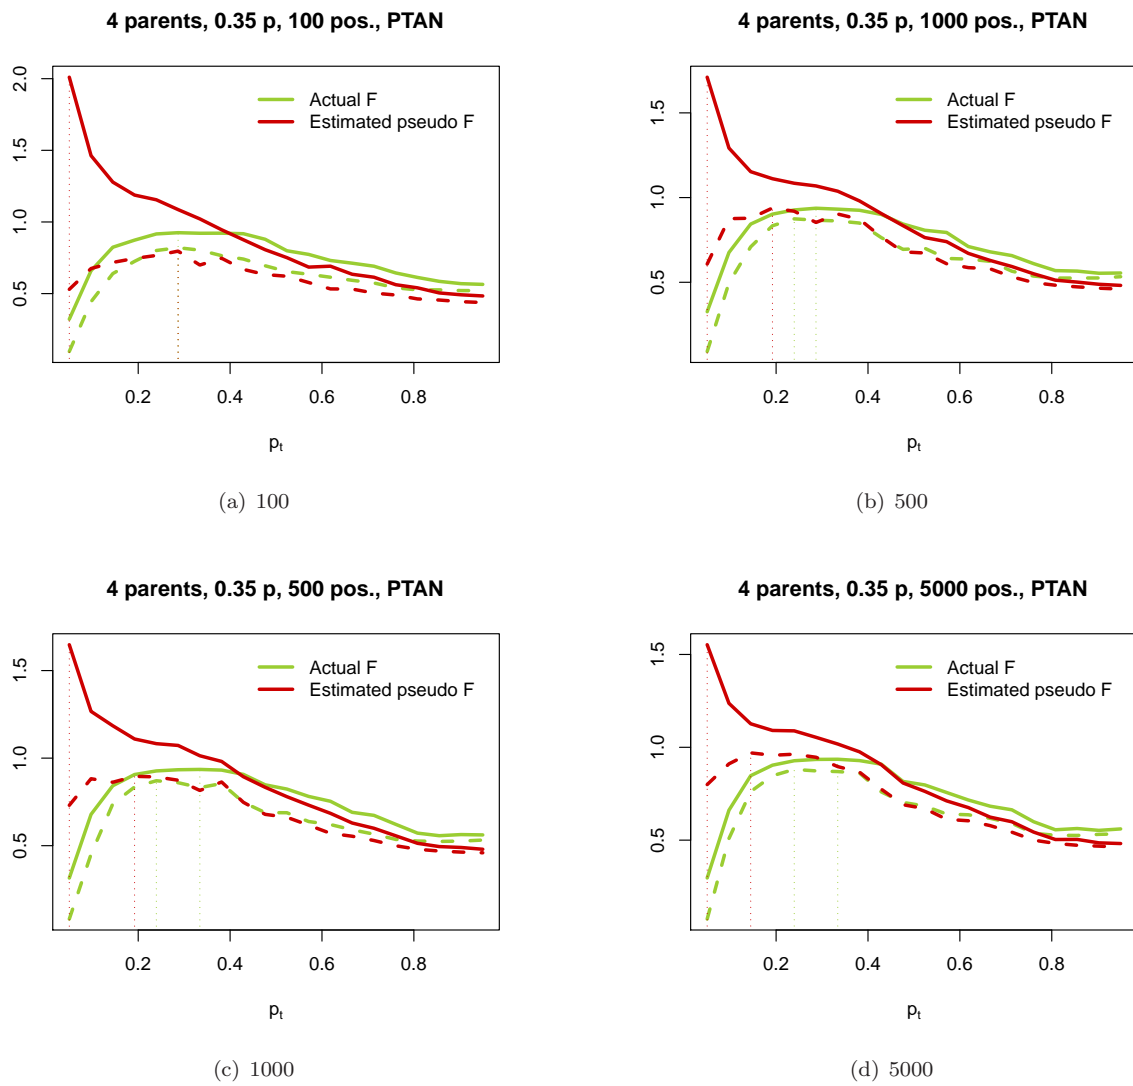 4 parents, 0.35 p, 100 pos., PTAN
Actual F
Estimated pseudo F
2.0
1.5
1.0
0.5
0.2 0.4 0.6 0.8
pt
(a) 100
4 parents, 0.35 p, 1000 pos., PTAN
Actual F
Estimated pseudo F
1.5
1.0
0.5
0.2 0.4 0.6 0.8
pt
(b) 500
4 parents, 0.35 p, 500 pos., PTAN
Actual F
Estimated pseudo F
1.5
1.0
0.5
0.2 0.4 0.6 0.8
pt
(c) 1000
4 parents, 0.35 p, 5000 pos., PTAN
Actual F
Estimated pseudo F
1.5
1.0
0.5
0.2 0.4 0.6 0.8
pt
(d) 5000